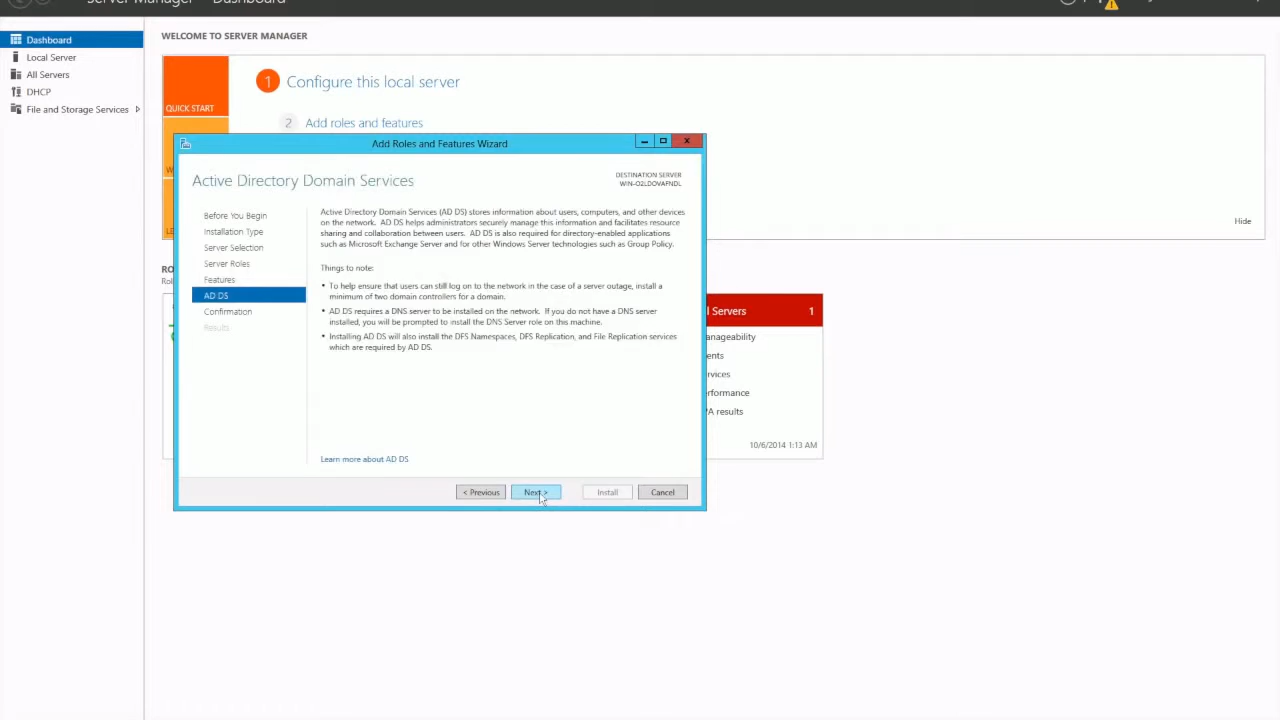 Server Manager Dashboard
Dashboard
Local Server
All Servers
DHCP
File and Storage Services
WELCOME TO SERVER MANAGER
QUICK START
1 Configure this local server
2 Add roles and features
Hide
Add Roles and Features Wizard
Active Directory Domain Services
DESTINATION SERVER
WIN-O2LDOVAFNDL
Before You Begin
Installation Type
Server Selection
Server Roles
Features
AD DS
Confirmation
Results
Active Directory Domain Services (AD DS) stores information about users, computers, and other devices
on the network. AD DS helps administrators securely manage this information and facilitates resource
sharing and collaboration between users. AD DS is also required for directory-enabled applications
such as Microsoft Exchange Server and for other Windows Server technologies such as Group Policy.
Things to note:
• To help ensure that users can still log on to the network in the case of a server outage, install a
minimum of two domain controllers for a domain.
• AD DS requires a DNS server to be installed on the network. If you do not have a DNS server
installed, you will be prompted to install the DNS Server role on this machine.
• Installing AD DS will also install the DFS Namespaces, DFS Replication, and File Replication services
which are required by AD DS.
Learn more about AD DS
< Previous
Next >
Install
Cancel
RO
Rol
l Servers 1
anageability
ents
rvices
erformance
PA results
10/6/2014 1:13 AM